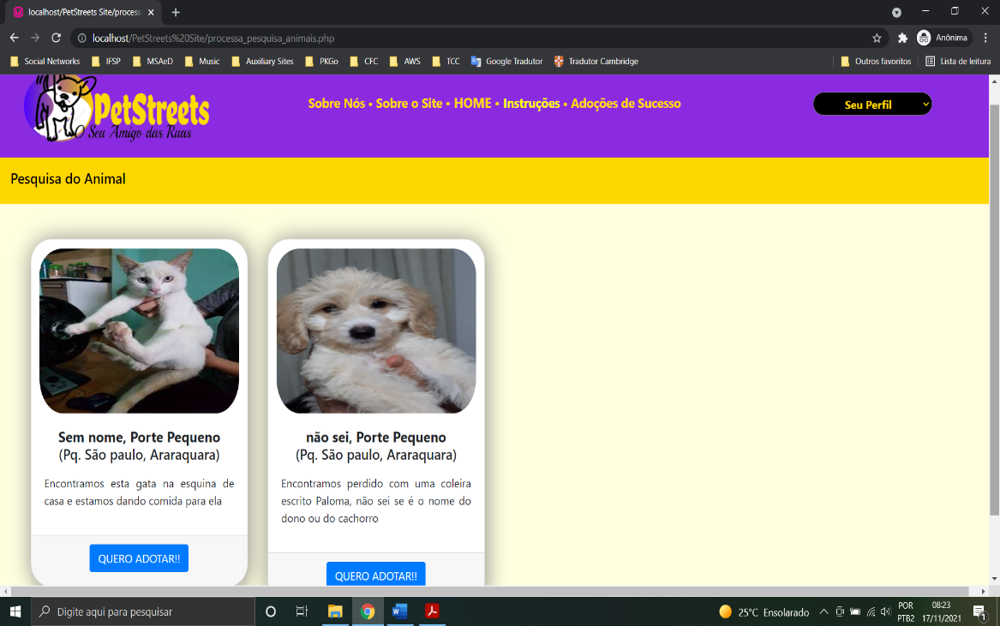 localhost/PetStreets Site/process
localhost/PetStreets%20Site/processa_pesquisa_animais.php
Anônima
Social Networks IFSP MSAeD Music Auxiliary Sites PKGo CFC AWS TCC Google Tradutor Tradutor Cambridge Outros favoritos Lista de leitura
PetStreets
O Seu Amigo das Ruas
Sobre Nós • Sobre o Site • HOME • Instruções • Adoções de Sucesso
Seu Perfil
Pesquisa do Animal
Sem nome, Porte Pequeno
(Pq. São paulo, Araraquara)
Encontramos esta gata na esquina de
casa e estamos dando comida para ela
QUERO ADOTAR!!
não sei, Porte Pequeno
(Pq. São paulo, Araraquara)
Encontramos perdido com uma coleira
escrito Paloma, não sei se é o nome do
dono ou do cachorro
QUERO ADOTAR!!
Digite aqui para pesquisar
25°C Ensolarado
POR
PTB2
08:23
17/11/2021
1